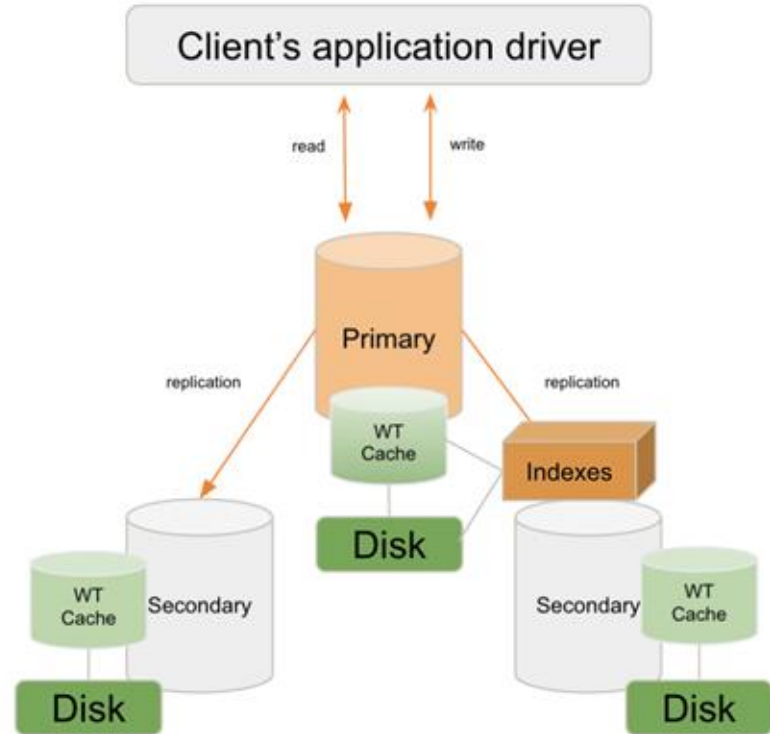 Client's application driver
read
write
Primary
replication
replication
WT
Cache
Indexes
Disk
WT
Cache
Secondary
Secondary
WT
Cache
Disk
Disk